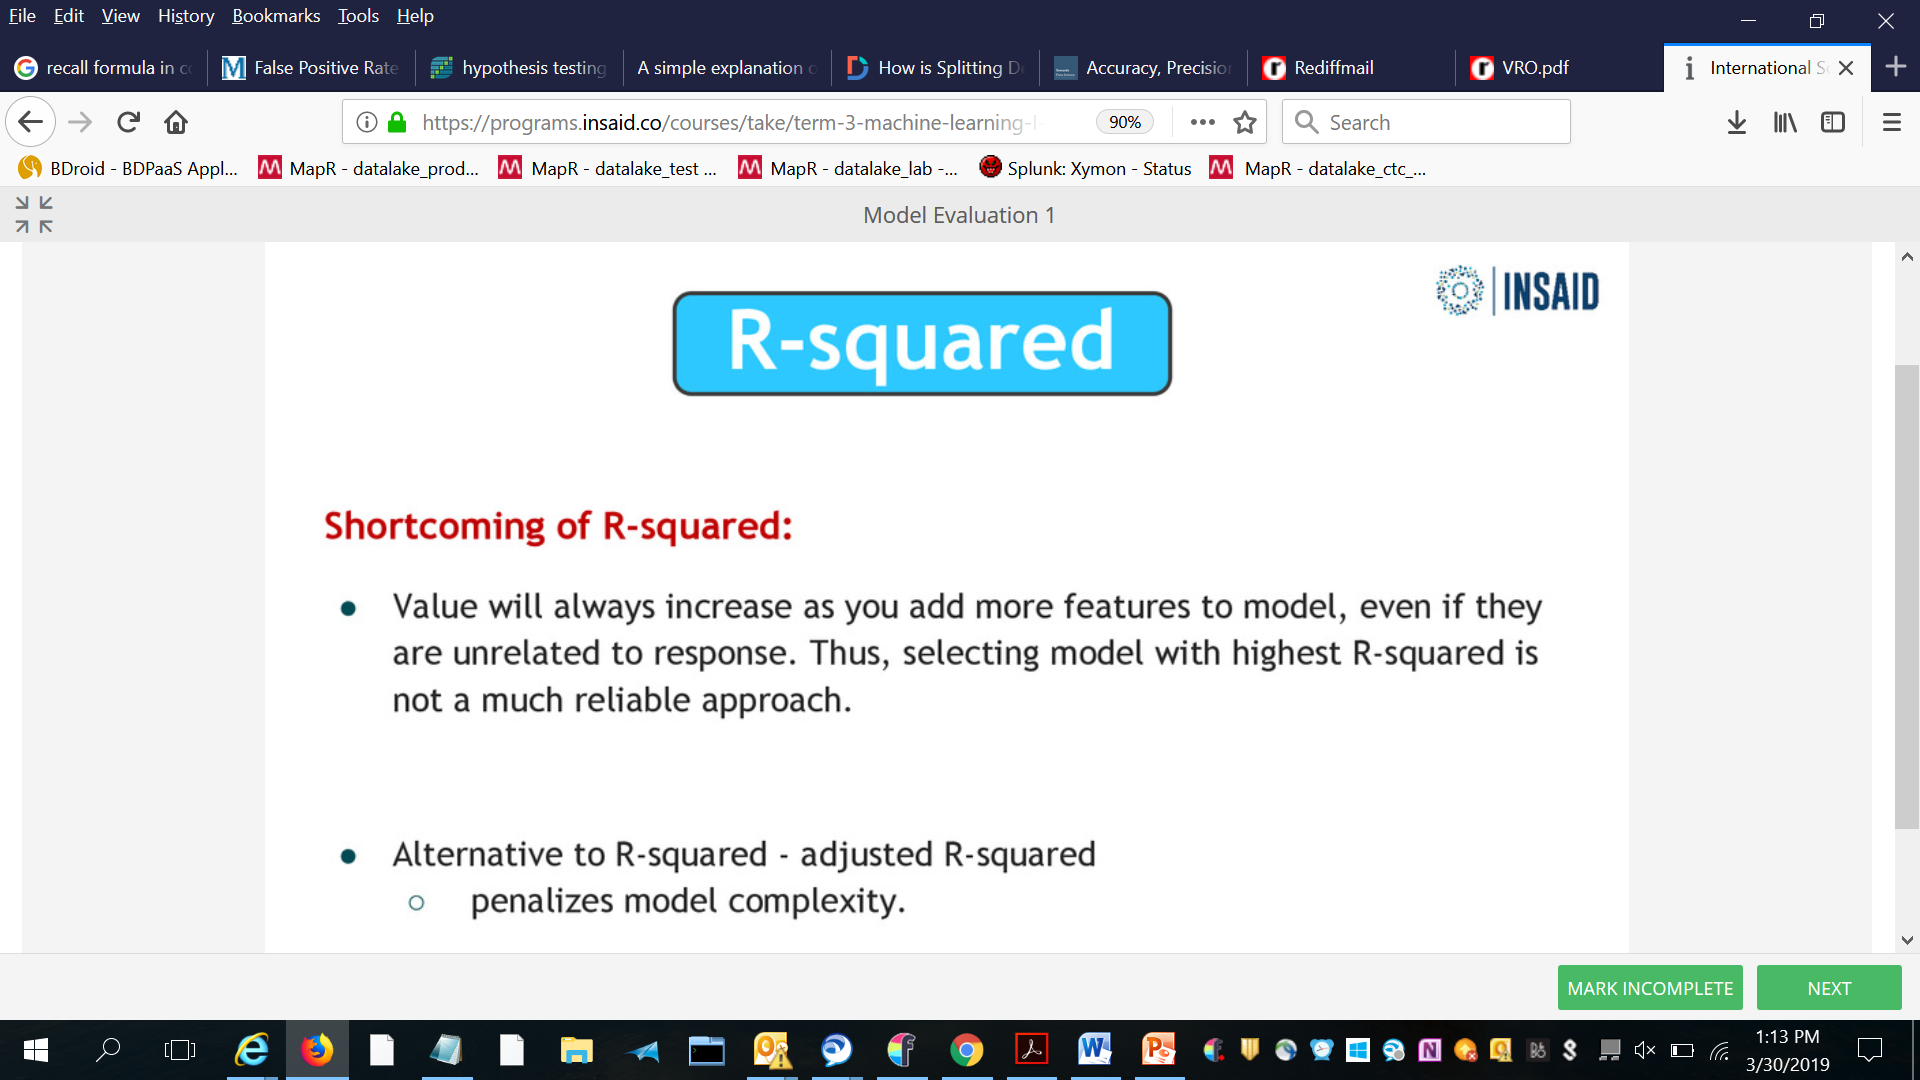 File Edit View History Bookmarks Tools Help
recall formula in False Positive Rate hypothesis testing A simple explanation How is Splitting Accuracy, Precision Rediffmail VRO.pdf International
https://programs.insaid.co/courses/take/term-3-machine-learning- 90% Search
BDroid - BDPaaS Appl... MapR - datalake_prod... MapR - datalake_test ... MapR - datalake_lab -... Splunk: Xymon - Status MapR - datalake_ctc_...
Model Evaluation 1
INSAID
R-squared
Shortcoming of R-squared:
● Value will always increase as you add more features to model, even if they
are unrelated to response. Thus, selecting model with highest R-squared is
not a much reliable approach.
● Alternative to R-squared - adjusted R-squared
○ penalizes model complexity.
MARK INCOMPLETE NEXT
1:13 PM
3/30/2019